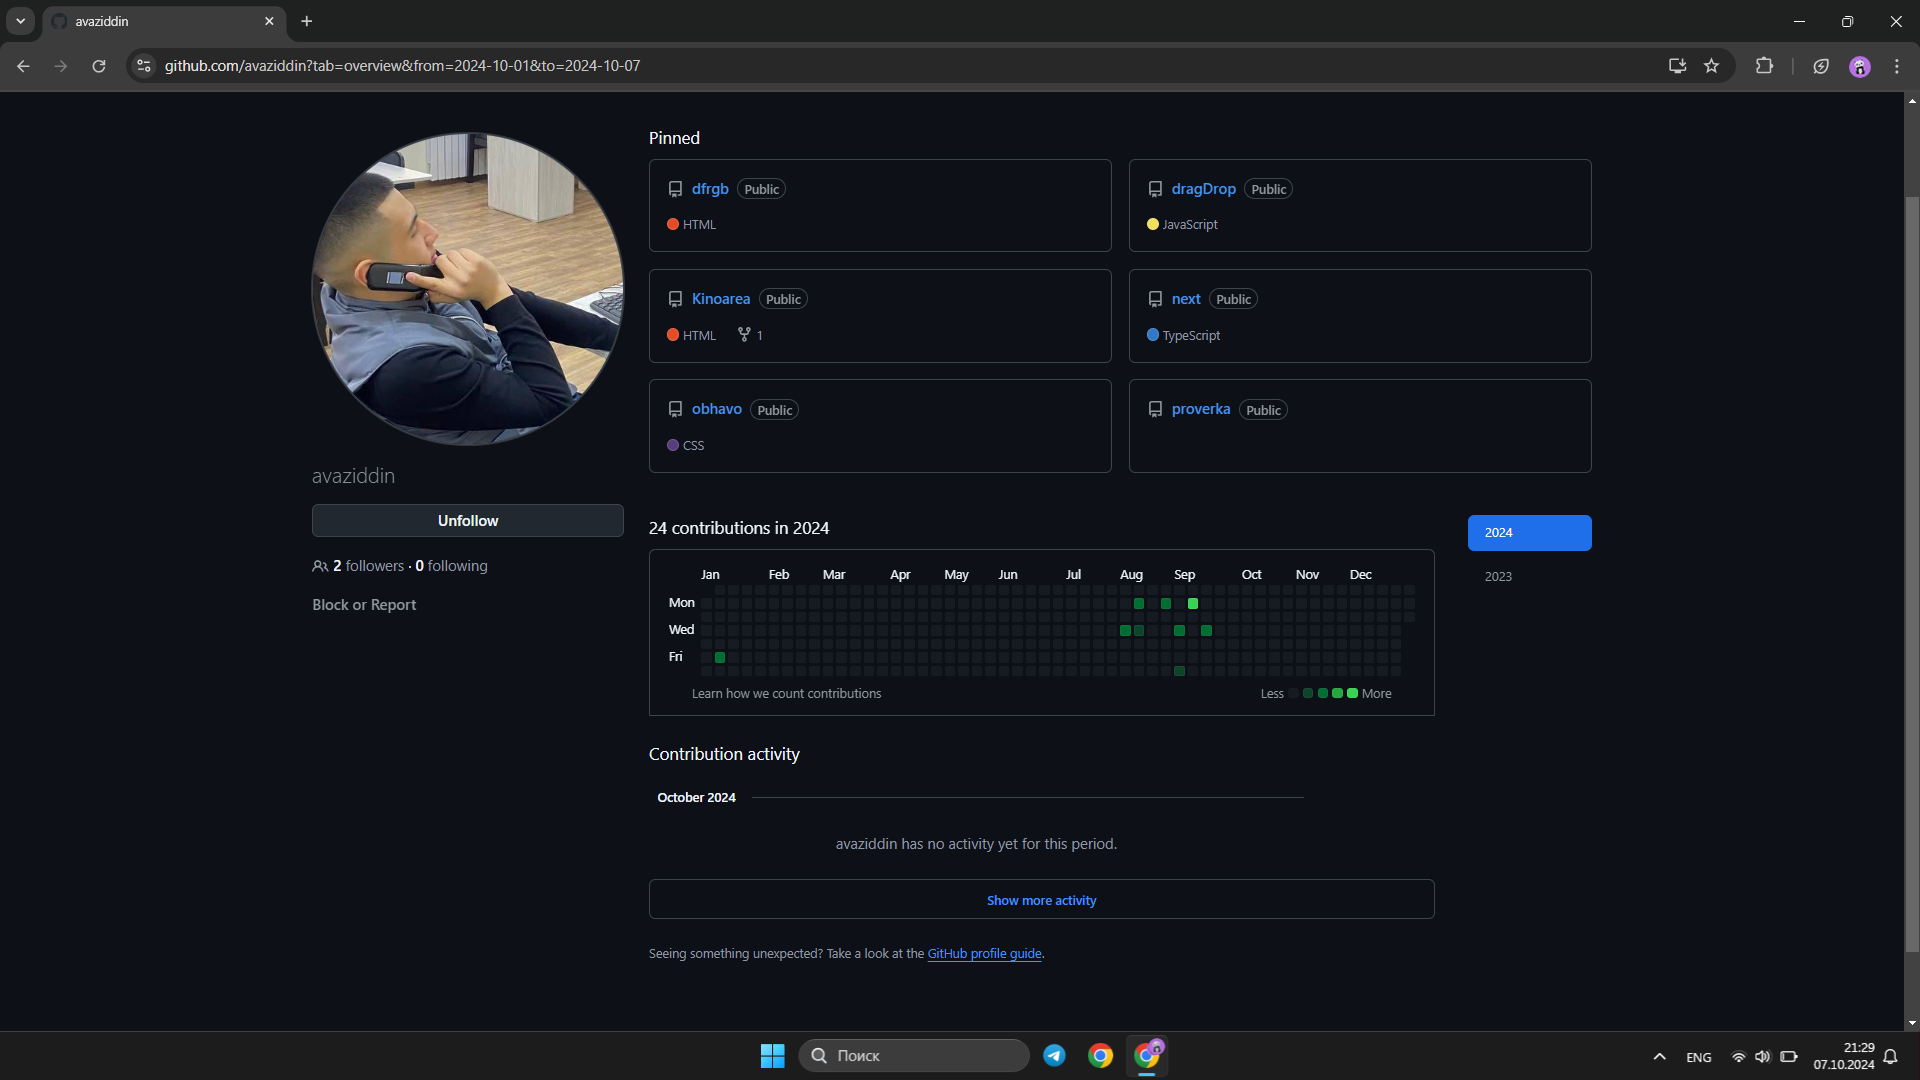 avaziddin
github.com/avaziddin?tab=overview&from=2024-10-01&to=2024-10-07
avaziddin
Unfollow
2 followers · 0 following
Block or Report
Pinned
dfrgb Public
HTML
dragDrop Public
JavaScript
Kinoarea Public
HTML 1
next Public
TypeScript
obhavo Public
CSS
proverka Public
24 contributions in 2024
2024
2023
Jan Feb Mar Apr May Jun Jul Aug Sep Oct Nov Dec
Mon
Wed
Fri
Learn how we count contributions
Less More
Contribution activity
October 2024
avaziddin has no activity yet for this period.
Show more activity
Seeing something unexpected? Take a look at the GitHub profile guide.
Поиск
ENG
21:29
07.10.2024